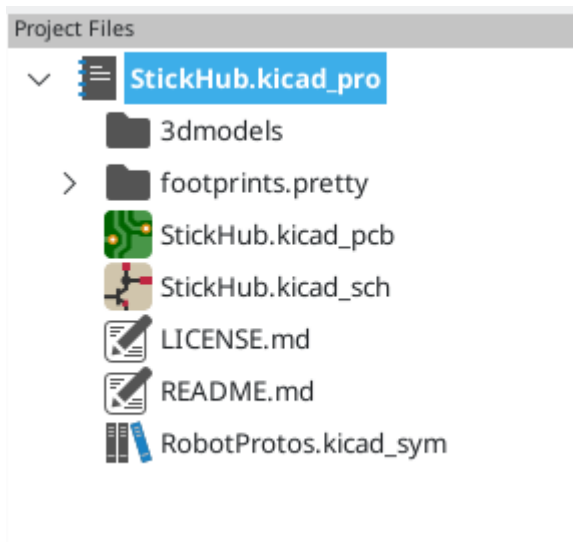 Project Files
StickHub.kicad_pro
3dmodels
footprints.pretty
StickHub.kicad_pcb
StickHub.kicad_sch
LICENSE.md
README.md
RobotProtos.kicad_sym